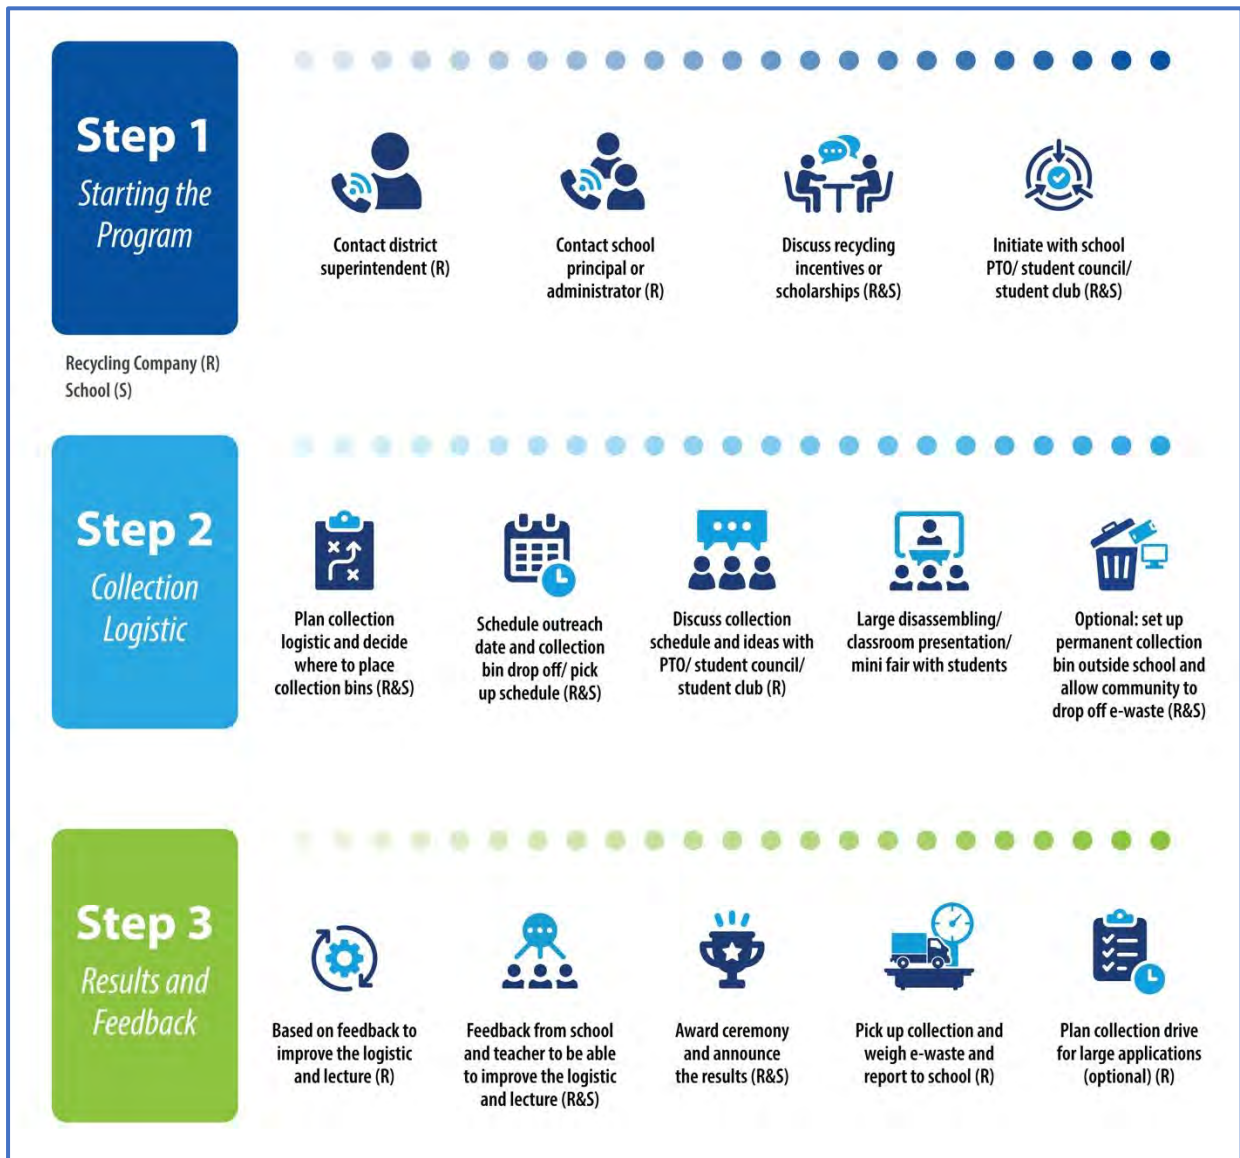 Step 1
Starting the
Program
Contact district
superintendent (R)
Contact school
principal or
administrator (R)
Discuss recycling
incentives or
scholarships (R&S)
Initiate with school
PTO/ student council/
student club (R&S)
Recycling Company (R)
School (S)
Step 2
Collection
Logistic
Plan collection
logistic and decide
where to place
collection bins (R&S)
Schedule outreach
date and collection
bin drop off/ pick
up schedule (R&S)
Discuss collection
schedule and ideas with
PTO/ student council/
student club (R)
Large disassembling/
classroom presentation/
mini fair with students
Optional: set up
permanent collection
bin outside school and
allow community to
drop off e-waste (R&S)
Step 3
Results and
Feedback
Based on feedback to
improve the logistic
and lecture (R)
Feedback from school
and teacher to be able
to improve the logistic
and lecture (R&S)
Award ceremony
and announce
the results (R&S)
Pick up collection and
weigh e-waste and
report to school (R)
Plan collection drive
for large applications
(optional) (R)